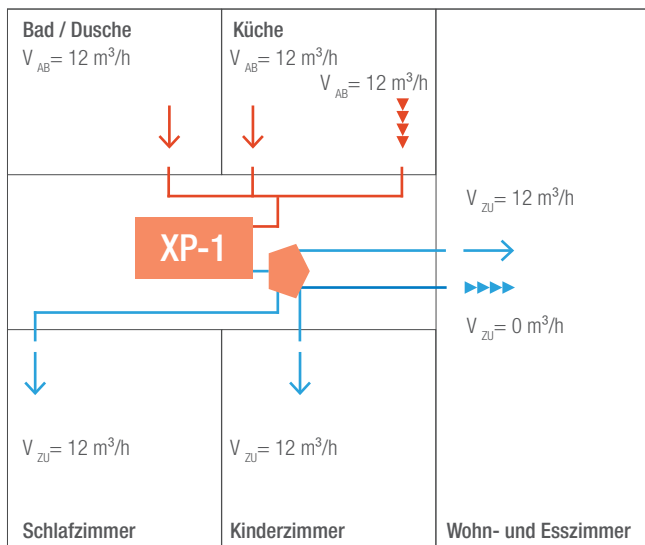 Bad / Dusche
V AB= 12 m³/h
Küche
V AB= 12 m³/h
V AB= 12 m³/h
V ZU= 12 m³/h
XP-1
V ZU= 0 m³/h
V ZU= 12 m³/h
V ZU= 12 m³/h
Schlafzimmer
Kinderzimmer
Wohn- und Esszimmer